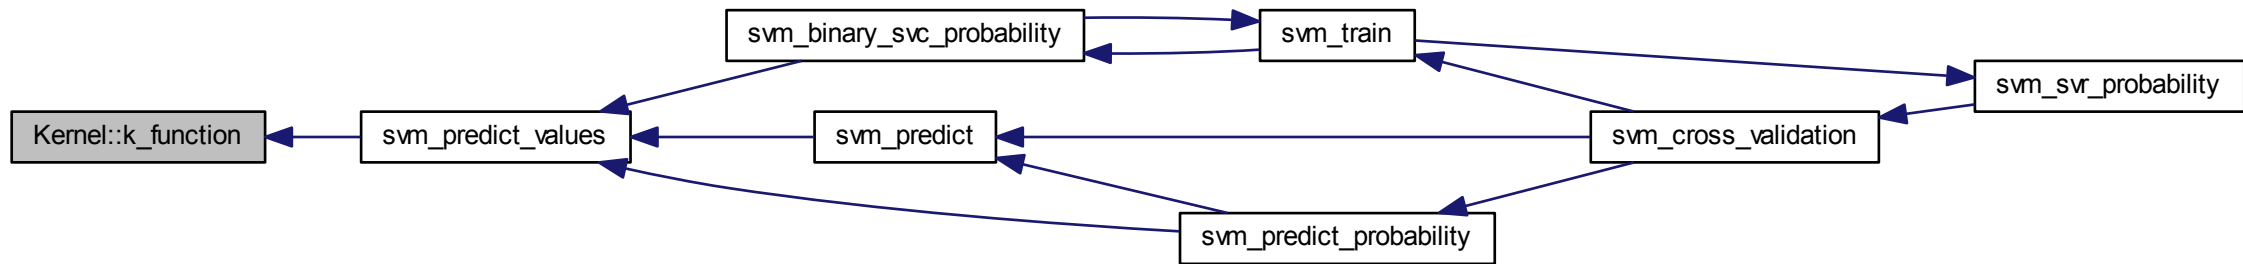 svm_binary_svc_probability
svm_train
svm_svr_probability
Kernel::k_function
svm_predict_values
svm_predict
svm_cross_validation
svm_predict_probability